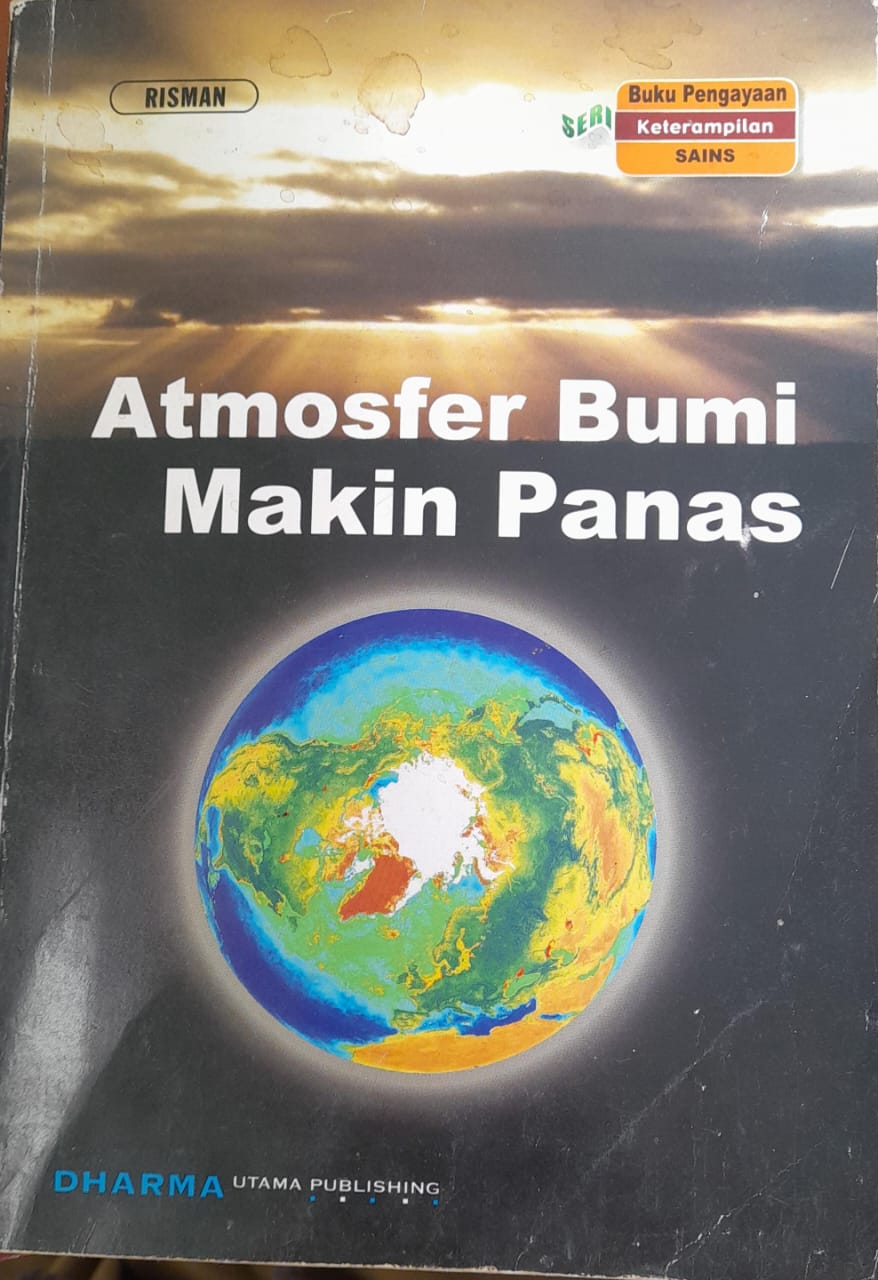 RISMAN
SERI
Buku Pengayaan
Keterampilan
SAINS
Atmosfer Bumi
Makin Panas
DHARMA UTAMA PUBLISHING